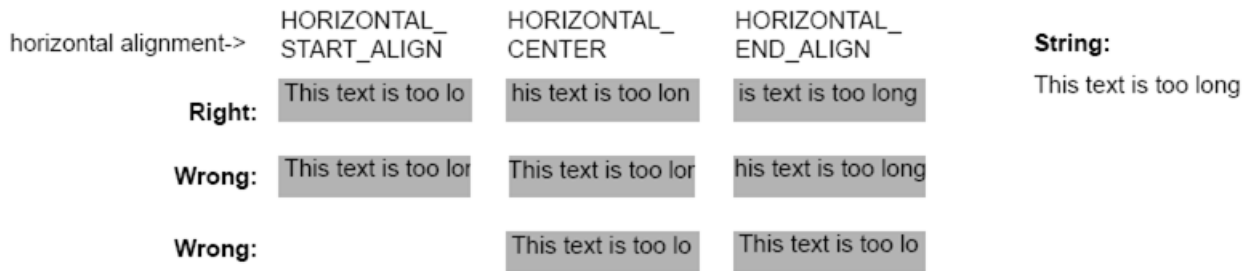 horizontal alignment-> HORIZONTAL_ HORIZONTAL_ HORIZONTAL_ String:
START_ALIGN CENTER END_ALIGN
Right: This text is too lo his text is too lon is text is too long This text is too long
Wrong: This text is too lor This text is too lor his text is too long
Wrong: This text is too lo This text is too lo